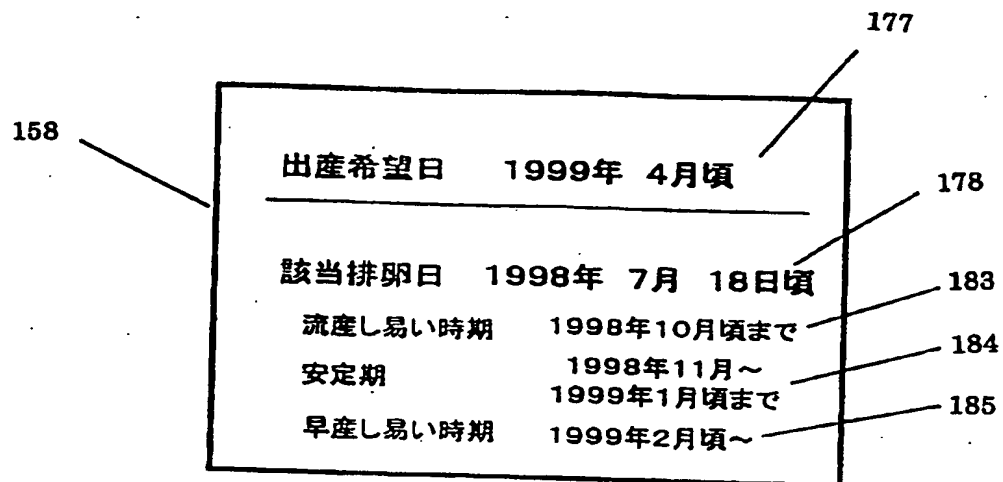 177
158
出産希望日 1999年 4月頃
178
該当排卵日 1998年 7月 18日頃
183
流産し易い時期 1998年10月頃まで
184
安定期 1998年11月～
1999年1月頃まで
185
早産し易い時期 1999年2月頃～